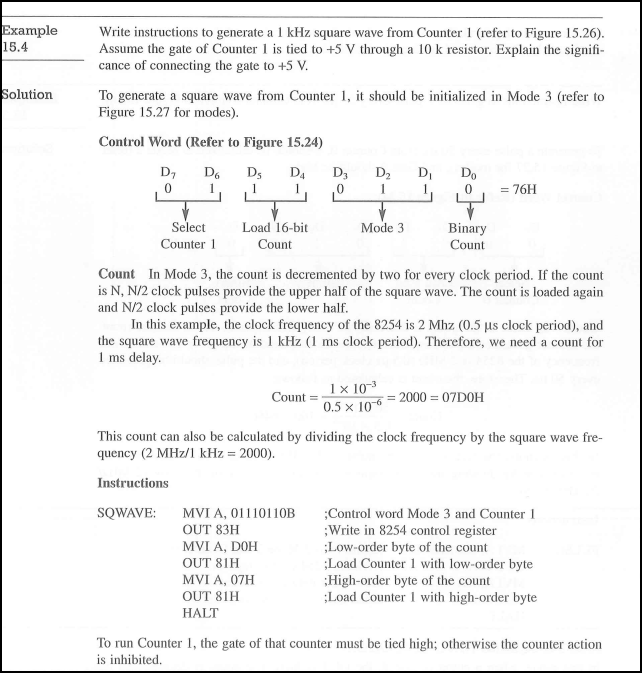 Example
15.4
Write instructions to generate a 1 kHz square wave from Counter 1 (refer to Figure 15.26).
Assume the gate of Counter 1 is tied to +5 V through a 10 k resistor. Explain the signifi-
cance of connecting the gate to +5 V.
Solution
To generate a square wave from Counter 1, it should be initialized in Mode 3 (refer to
Figure 15.27 for modes).
Control Word (Refer to Figure 15.24)
D₇ D₆ D₅ D₄ D₃ D₂ D₁ D₀
0 1 1 1 0 1 1 0 = 76H
Select Load 16-bit Mode 3 Binary
Counter 1 Count Count
Count In Mode 3, the count is decremented by two for every clock period. If the count
is N, N/2 clock pulses provide the upper half of the square wave. The count is loaded again
and N/2 clock pulses provide the lower half.
In this example, the clock frequency of the 8254 is 2 Mhz (0.5 μs clock period), and
the square wave frequency is 1 kHz (1 ms clock period). Therefore, we need a count for
1 ms delay.
Count = 1 × 10⁻³ / 0.5 × 10⁻⁶ = 2000 = 07D0H
This count can also be calculated by dividing the clock frequency by the square wave fre-
quency (2 MHz/1 kHz = 2000).
Instructions
SQWAVE: MVI A, 01110110B ;Control word Mode 3 and Counter 1
OUT 83H ;Write in 8254 control register
MVI A, D0H ;Low-order byte of the count
OUT 81H ;Load Counter 1 with low-order byte
MVI A, 07H ;High-order byte of the count
OUT 81H ;Load Counter 1 with high-order byte
HALT
To run Counter 1, the gate of that counter must be tied high; otherwise the counter action
is inhibited.